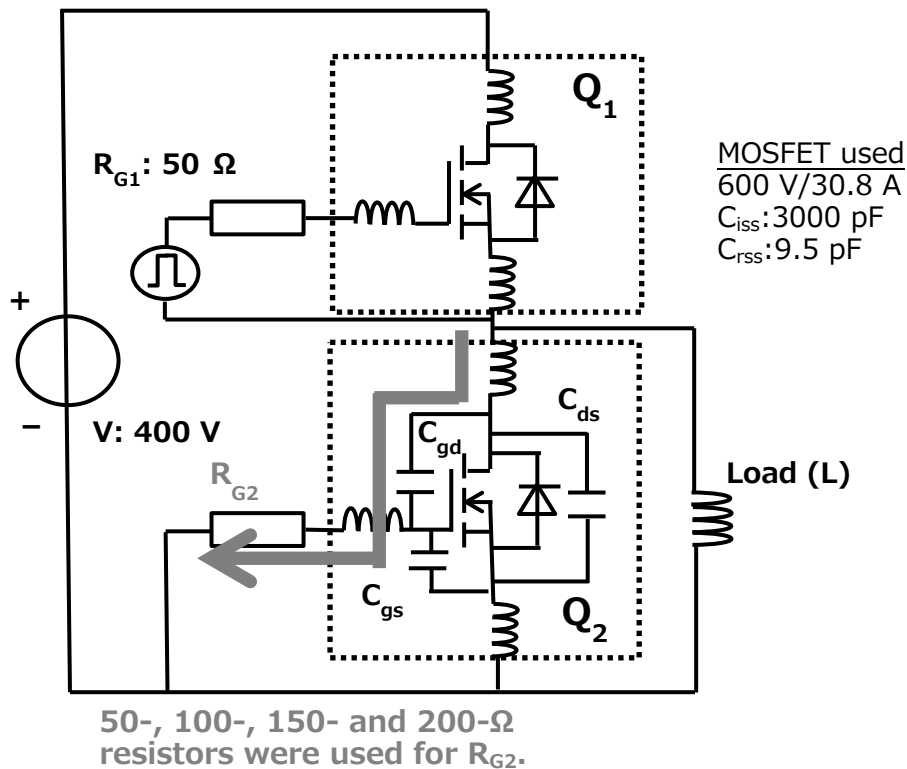 Q1
RG1: 50 Ω
MOSFET used
600 V/30.8 A
Ciss:3000 pF
Crss:9.5 pF
+
−
V: 400 V
Cds
Cgd
RG2
Load (L)
Cgs
Q2
50-, 100-, 150- and 200-Ω
resistors were used for RG2.